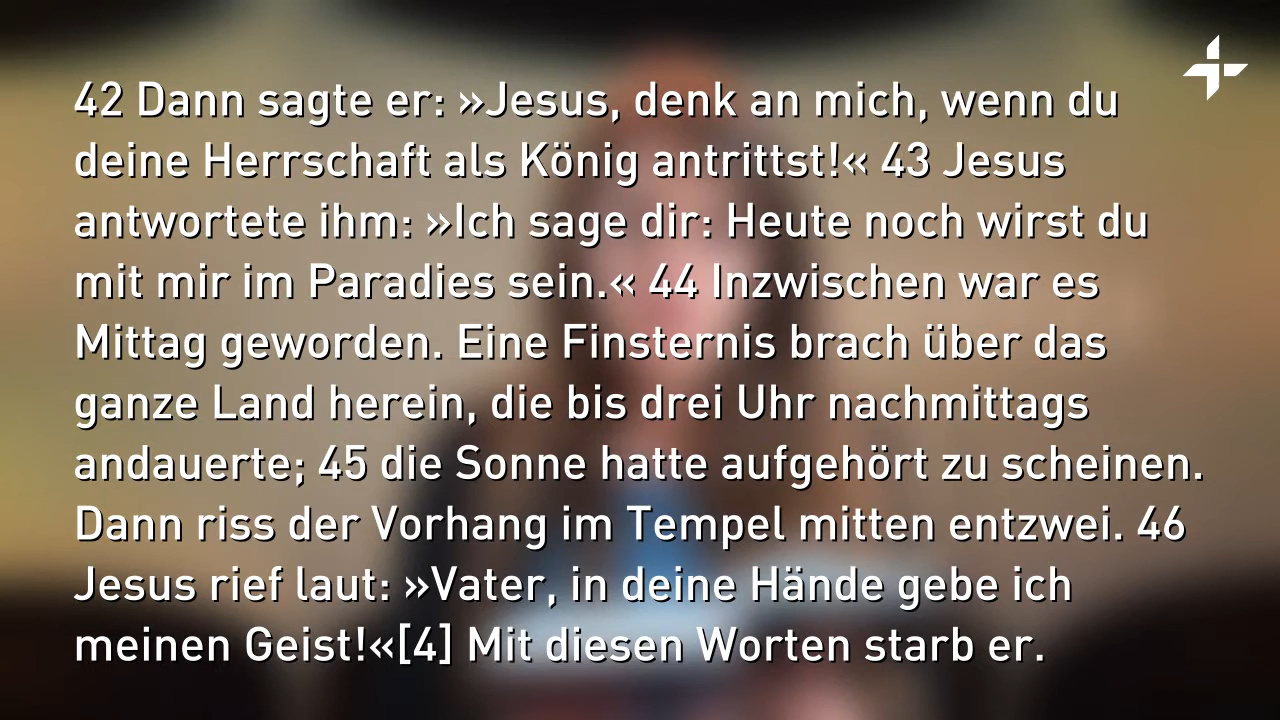 42 Dann sagte er: »Jesus, denk an mich, wenn du
deine Herrschaft als König antrittst!« 43 Jesus
antwortete ihm: »Ich sage dir: Heute noch wirst du
mit mir im Paradies sein.« 44 Inzwischen war es
Mittag geworden. Eine Finsternis brach über das
ganze Land herein, die bis drei Uhr nachmittags
andauerte; 45 die Sonne hatte aufgehört zu scheinen.
Dann riss der Vorhang im Tempel mitten entzwei. 46
Jesus rief laut: »Vater, in deine Hände gebe ich
meinen Geist!«[4] Mit diesen Worten starb er.